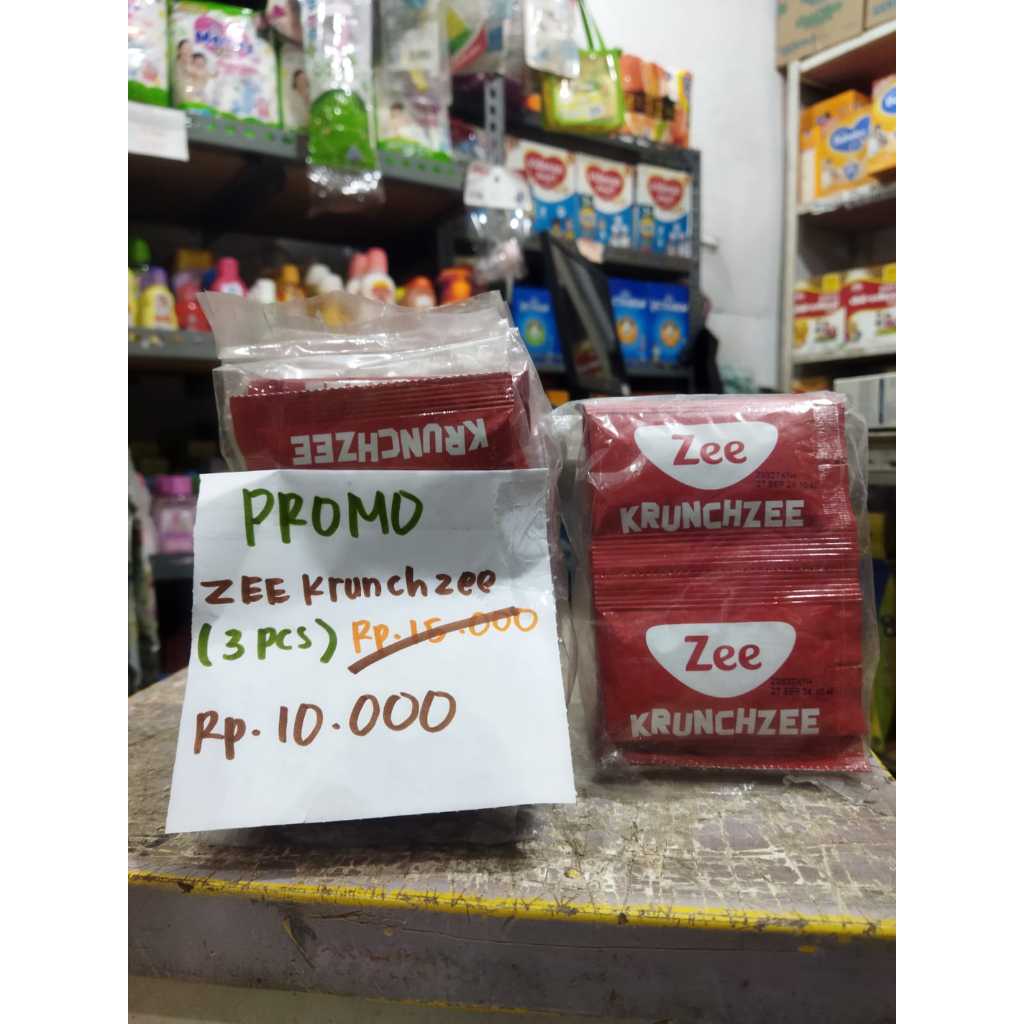 KRUNCHZEE
PROMO
ZEE Krunchzee
(3 PCS) Rp. 15.000
Rp. 10.000
Zee
KRUNCHZEE
Zee
KRUNCHZEE